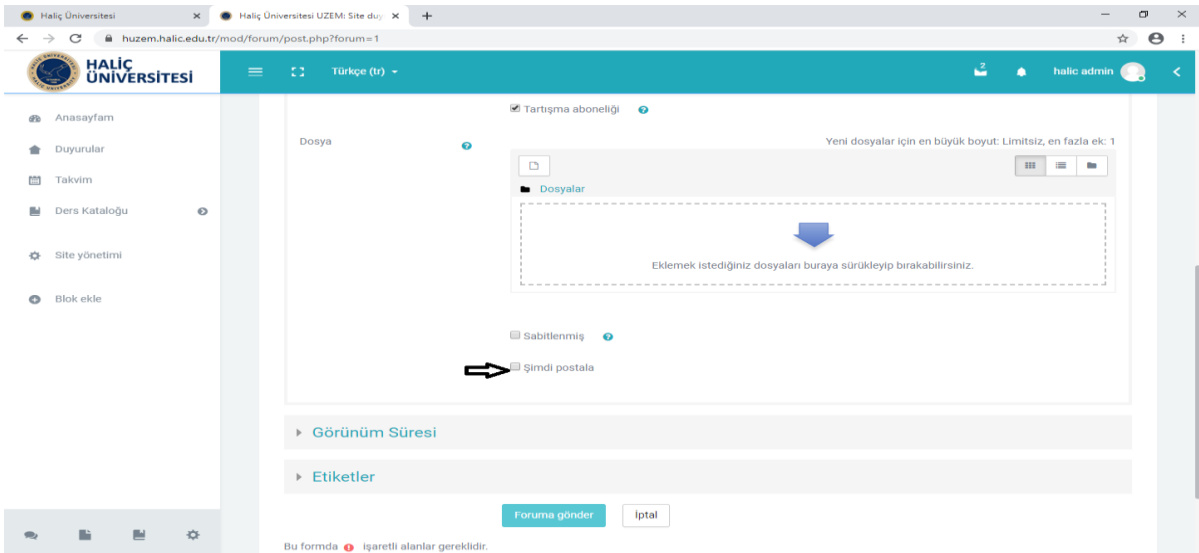 Haliç Üniversitesi
Haliç Üniversitesi UZEM: Site duy
huzem.halic.edu.tr/mod/forum/post.php?forum=1
HALİÇ
ÜNİVERSİTESİ
Türkçe (tr)
2
halic admin
Anasayfam
Duyurular
Takvim
Ders Kataloğu
Site yönetimi
Blok ekle
Tartışma aboneliği
Dosya
Yeni dosyalar için en büyük boyut: Limitsiz, en fazla ek: 1
Dosyalar
Eklemek istediğiniz dosyaları buraya sürükleyip bırakabilirsiniz.
Sabitlenmiş
Şimdi postala
Görünüm Süresi
Etiketler
Foruma gönder
İptal
Bu formda işaretli alanlar gereklidir.